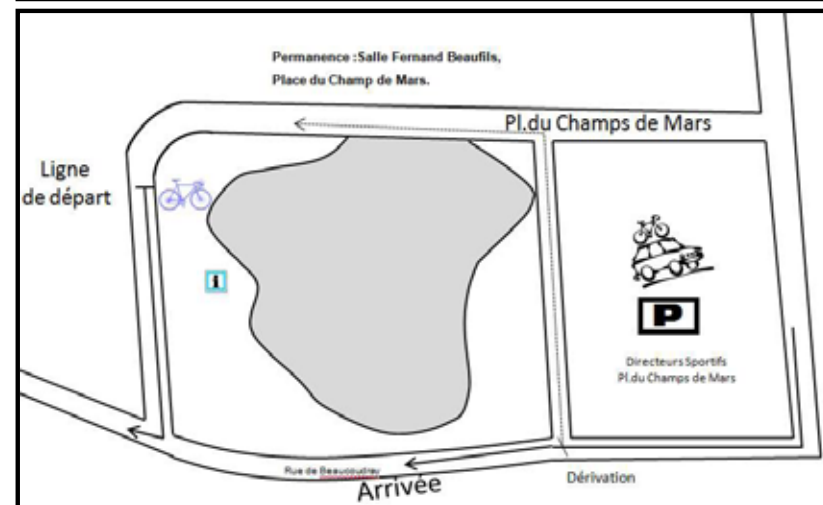 Permanence :Salle Fernand Beaufils,
Place du Champ de Mars.
Pl.du Champs de Mars
Ligne
de départ
i
P
Directeurs Sportifs
Pl.du Champs de Mars
Rue de Beaucoudray
Arrivée
Dérivation